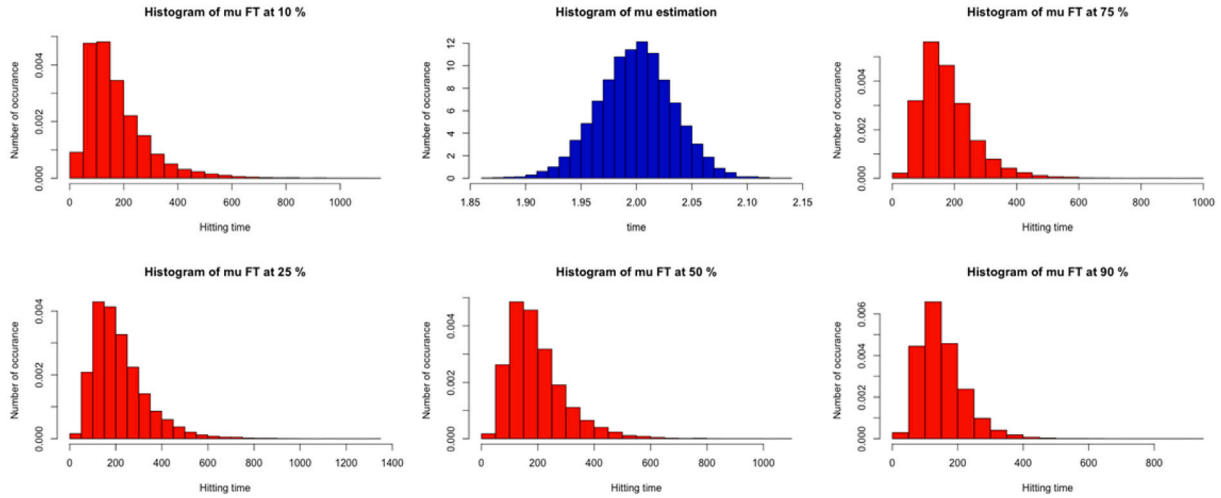 Histogram of mu FT at 10 %
Number of occurance
0.000 0.002 0.004
0 200 400 600 800 1000
Hitting time
Histogram of mu estimation
Number of occurance
0 2 4 6 8 10 12
1.85 1.90 1.95 2.00 2.05 2.10 2.15
time
Histogram of mu FT at 75 %
Number of occurance
0.000 0.002 0.004
0 200 400 600 800 1000
Hitting time
Histogram of mu FT at 25 %
Number of occurance
0.000 0.002 0.004
0 200 400 600 800 1000 1200 1400
Hitting time
Histogram of mu FT at 50 %
Number of occurance
0.000 0.002 0.004
0 200 400 600 800 1000
Hitting time
Histogram of mu FT at 90 %
Number of occurance
0.000 0.002 0.004 0.006
0 200 400 600 800
Hitting time